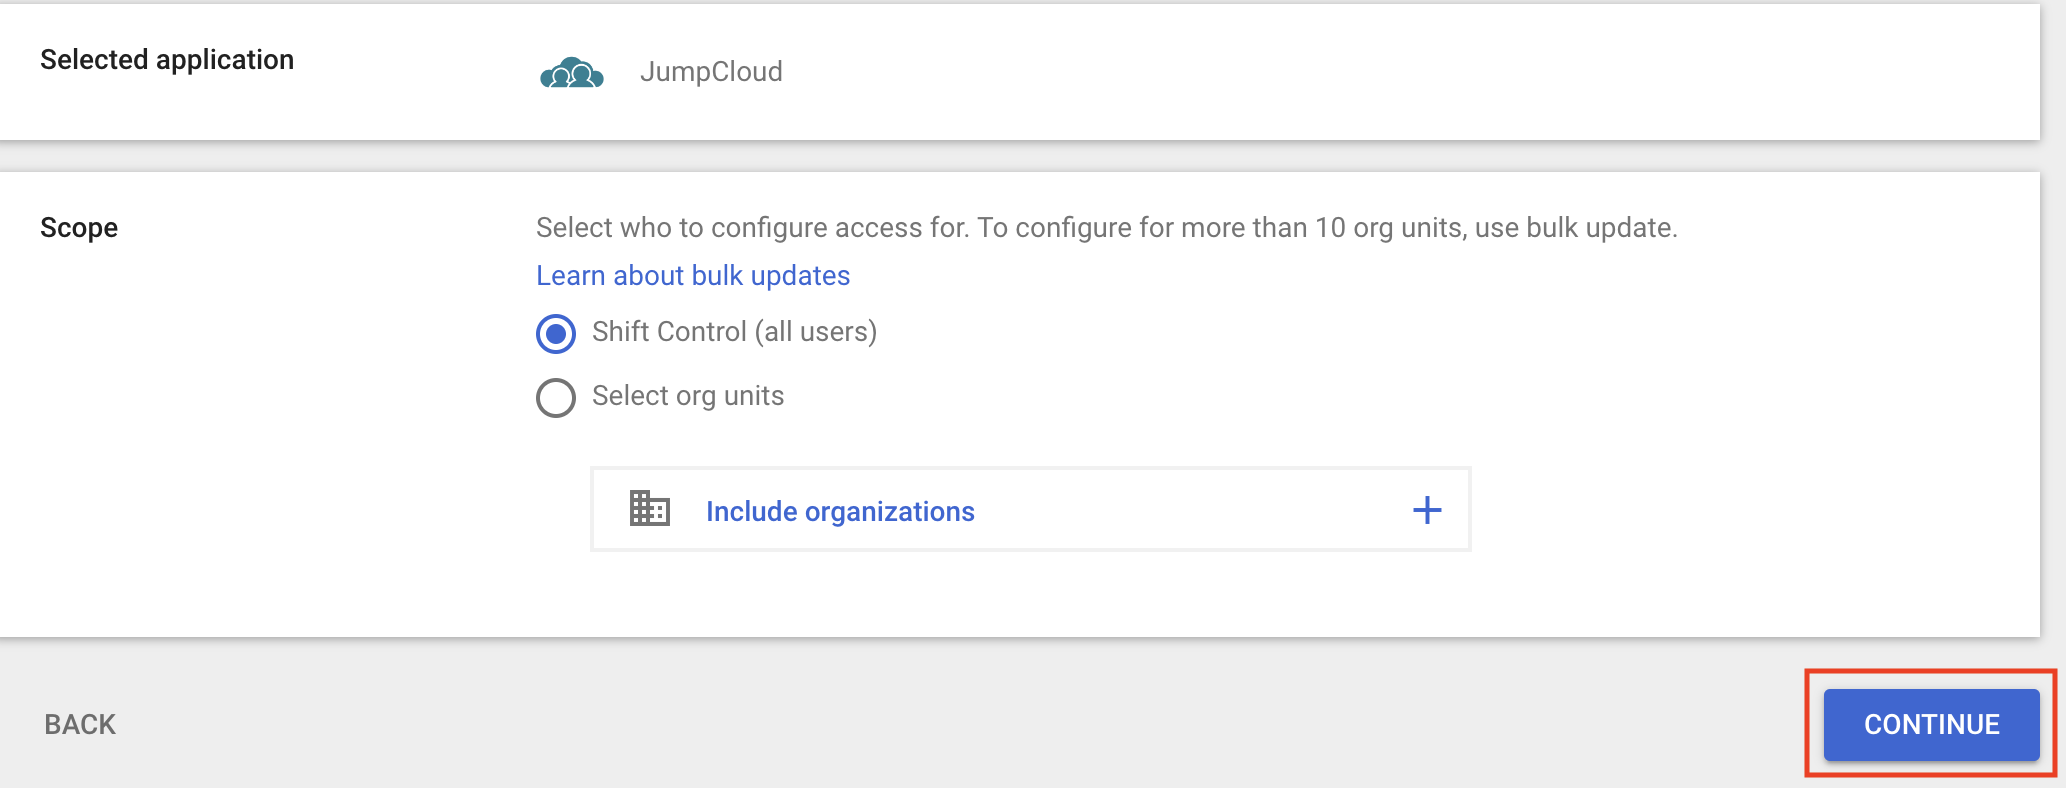 Selected application
JumpCloud
Scope
Select who to configure access for. To configure for more than 10 org units, use bulk update.
Learn about bulk updates
Shift Control (all users)
Select org units
Include organizations
BACK
CONTINUE